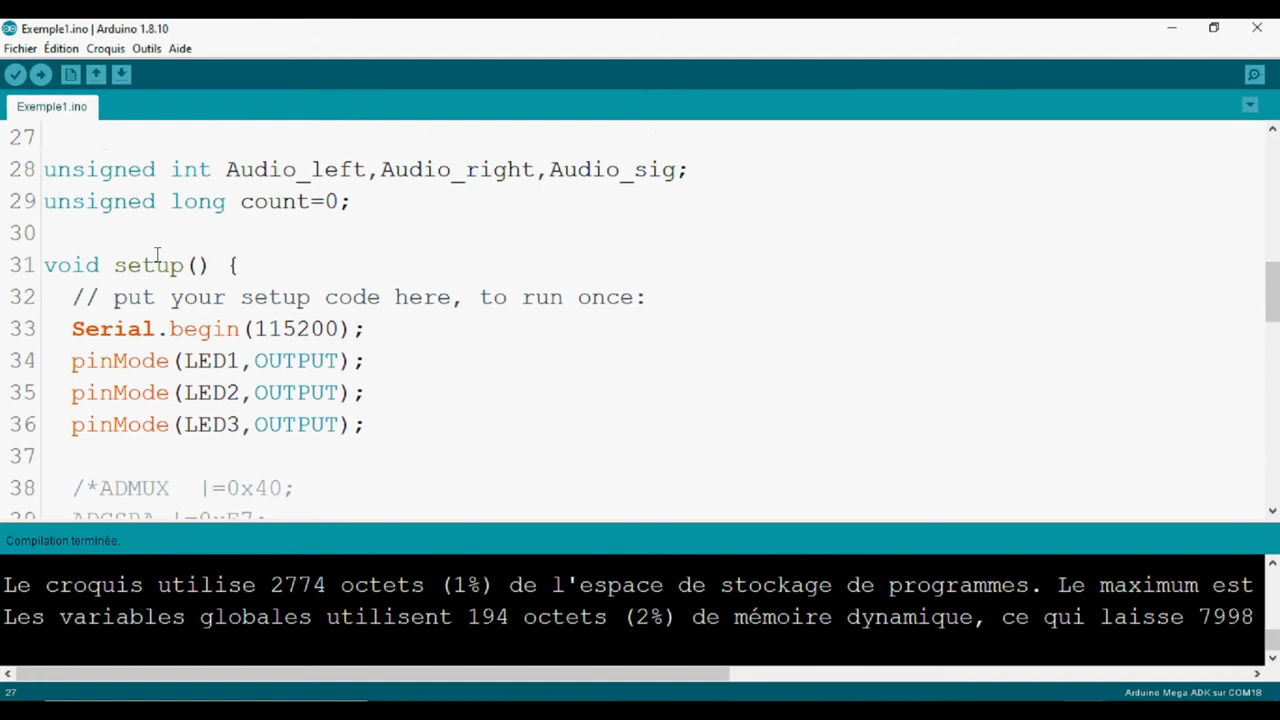 Exemple1.ino | Arduino 1.8.10
Fichier Édition Croquis Outils Aide
Exemple1.ino
27
28 unsigned int Audio_left,Audio_right,Audio_sig;
29 unsigned long count=0;
30
31 void setup() {
32 // put your setup code here, to run once:
33 Serial.begin(115200);
34 pinMode(LED1,OUTPUT);
35 pinMode(LED2,OUTPUT);
36 pinMode(LED3,OUTPUT);
37
38 /*ADMUX |=0x40;
Compilation terminée.
Le croquis utilise 2774 octets (1%) de l'espace de stockage de programmes. Le maximum est
Les variables globales utilisent 194 octets (2%) de mémoire dynamique, ce qui laisse 7998
27
Arduino Mega ADK sur COM18